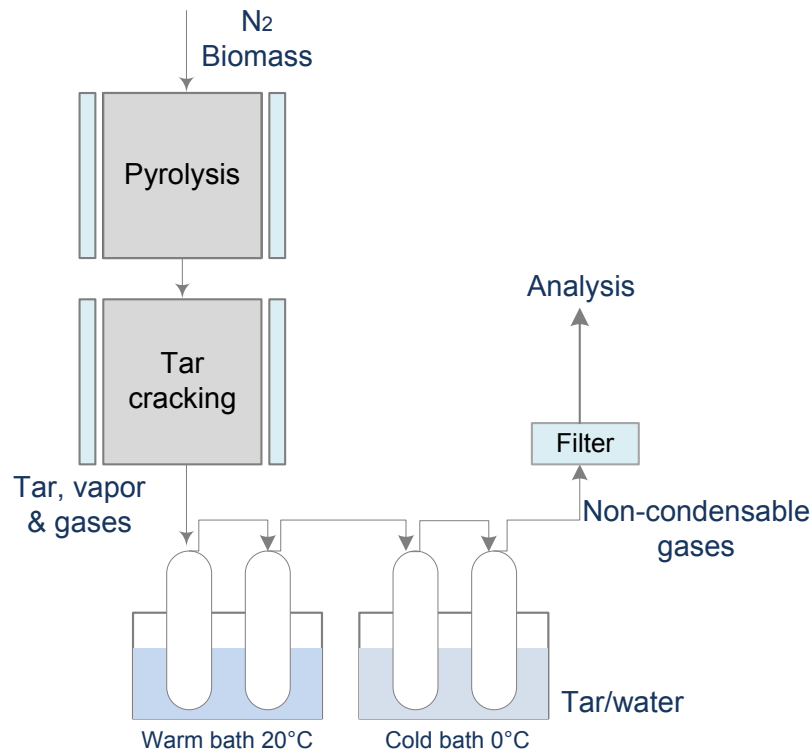 N2
Biomass
Pyrolysis
Tar
cracking
Tar, vapor
& gases
Analysis
Filter
Non-condensable
gases
Tar/water
Warm bath 20°C
Cold bath 0°C